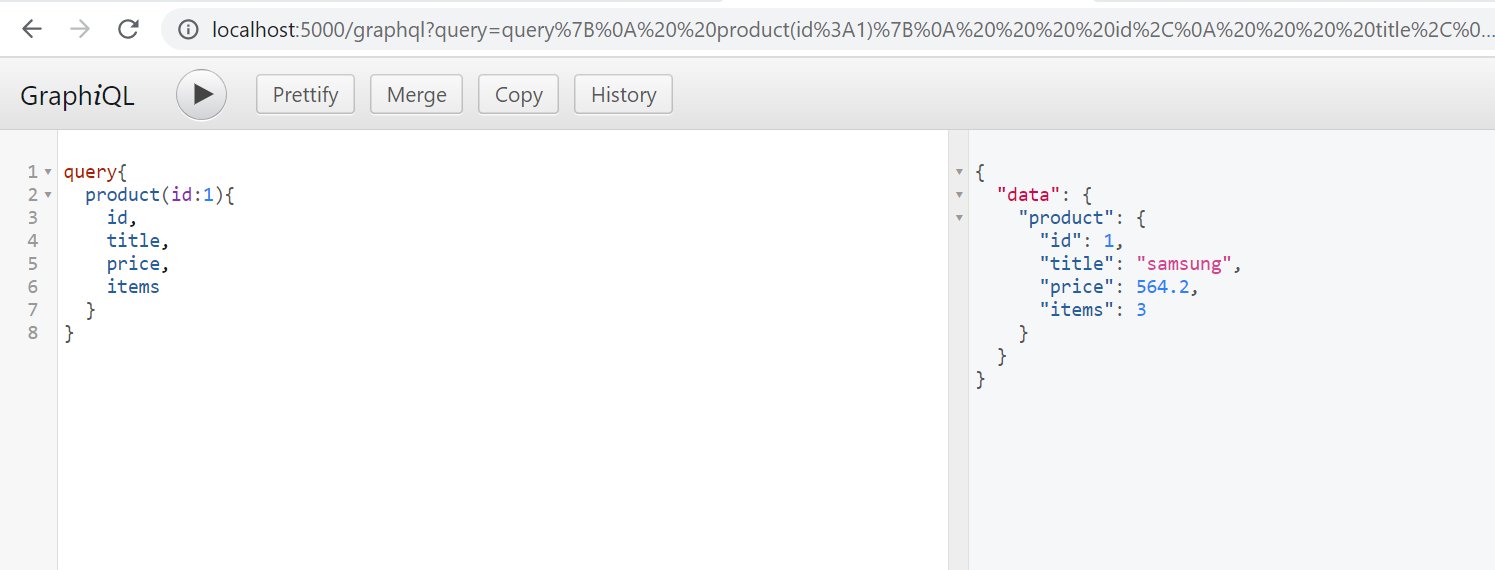 localhost:5000/graphql?query=query%7B%0A%20%20product(id%3A1)%7B%0A%20%20%20%20id%2C%0A%20%20%20%20title%2C%0...
GraphiQL Prettify Merge Copy History
1 query{
2 product(id:1){
3 id,
4 title,
5 price,
6 items
7 }
8 }
{
"data": {
"product": {
"id": 1,
"title": "samsung",
"price": 564.2,
"items": 3
}
}
}